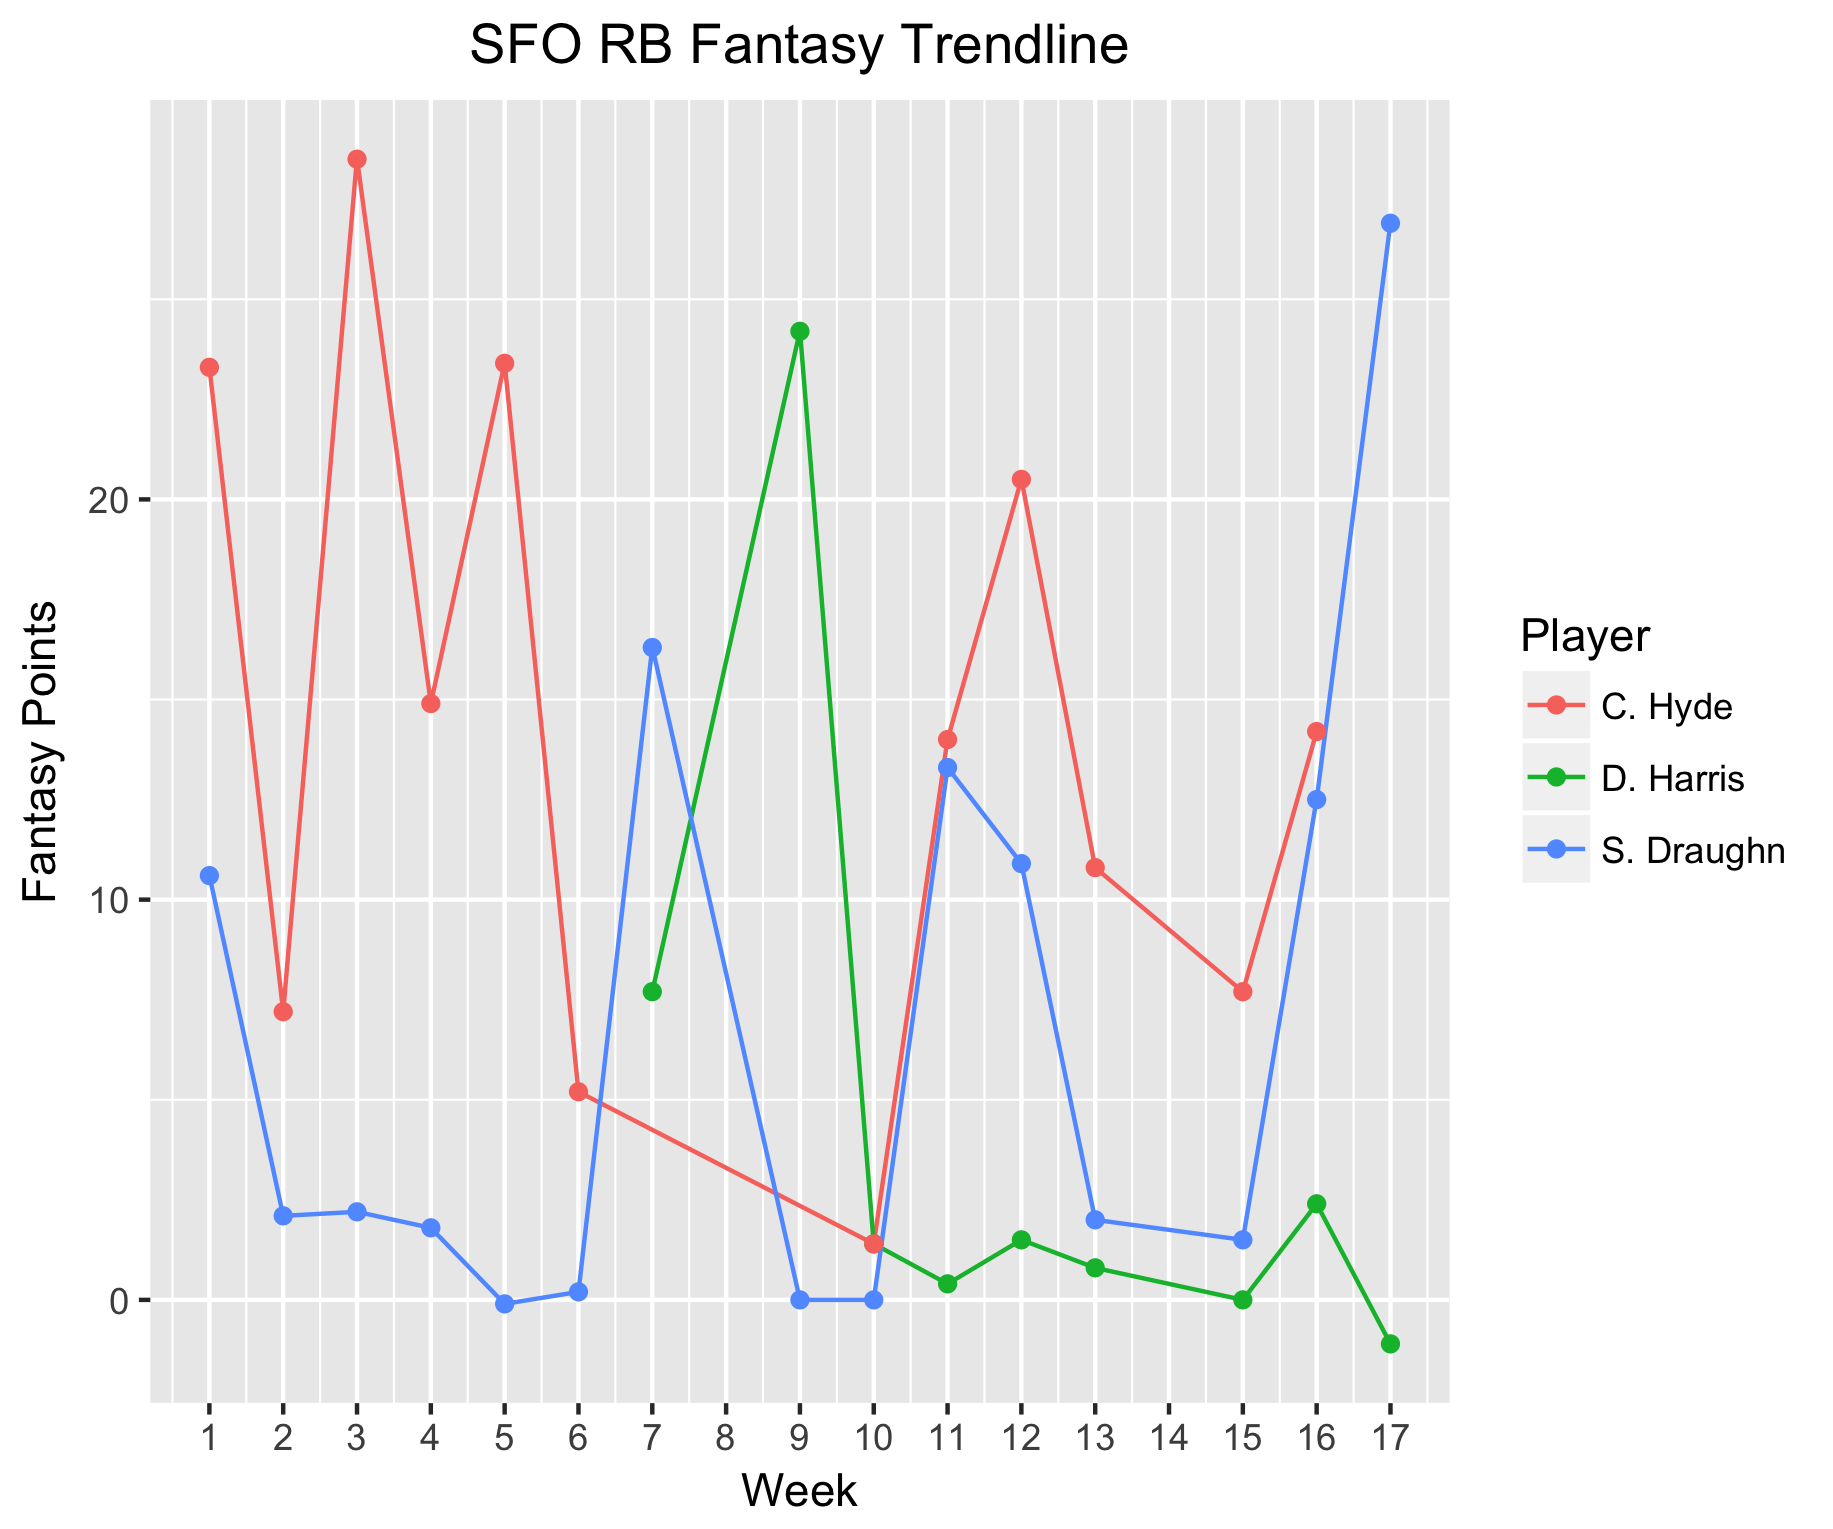 SFO RB Fantasy Trendline
Fantasy Points
20
10
0
1 2 3 4 5 6 7 8 9 10 11 12 13 14 15 16 17
Week
Player
C. Hyde
D. Harris
S. Draughn